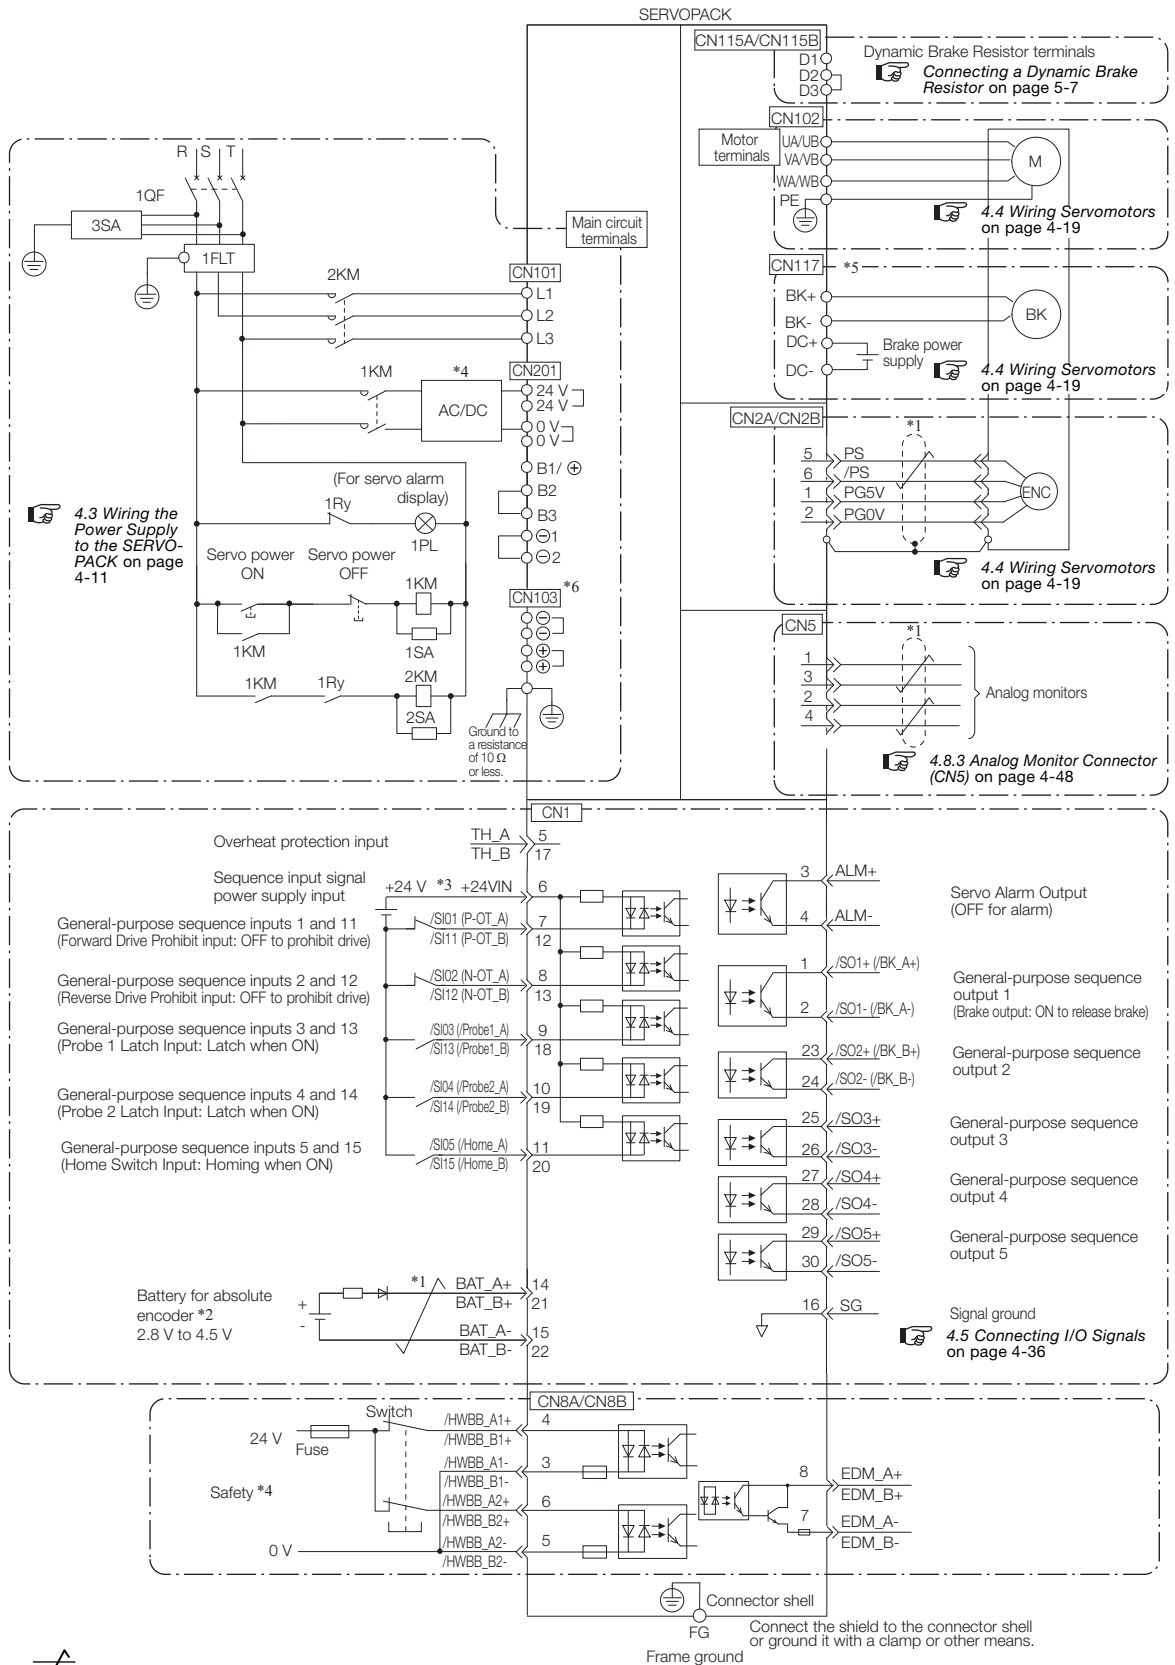 SERVOPACK
CN115A/CN115B
D1
D2
D3
Dynamic Brake Resistor terminals
Connecting a Dynamic Brake
Resistor on page 5-7
CN102
Motor
terminals
UA/UB
VA/VB
WA/WB
PE
M
4.4 Wiring Servomotors
on page 4-19
CN117
*5
BK+
BK-
DC+
DC-
BK
Brake power
supply
4.4 Wiring Servomotors
on page 4-19
CN2A/CN2B
*1
5 PS
6 /PS
1 PG5V
2 PG0V
ENC
4.4 Wiring Servomotors
on page 4-19
CN5
*1
1
3
2
4
Analog monitors
4.8.3 Analog Monitor Connector
(CN5) on page 4-48
R S T
1QF
3SA
1FLT
Main circuit
terminals
2KM
CN101
L1
L2
L3
1KM
*4
AC/DC
CN201
24 V
24 V
0 V
0 V
B1/ ⊕
B2
B3
⊖1
⊖2
(For servo alarm
display)
1Ry
1PL
4.3 Wiring the
Power Supply
to the SERVO-
PACK on page
4-11
Servo power
ON
Servo power
OFF
1KM
1KM
1SA
CN103
*6
⊖
⊖
⊕
⊕
1KM
1Ry
2KM
2SA
Ground to
a resistance
of 10 Ω
or less.
CN1
Overheat protection input
TH_A 5
TH_B 17
Sequence input signal
power supply input
+24 V *3 +24VIN 6
General-purpose sequence inputs 1 and 11
(Forward Drive Prohibit input: OFF to prohibit drive)
/SI01 (P-OT_A) 7
/SI11 (P-OT_B) 12
General-purpose sequence inputs 2 and 12
(Reverse Drive Prohibit input: OFF to prohibit drive)
/SI02 (N-OT_A) 8
/SI12 (N-OT_B) 13
General-purpose sequence inputs 3 and 13
(Probe 1 Latch Input: Latch when ON)
/SI03 (/Probe1_A) 9
/SI13 (/Probe1_B) 18
General-purpose sequence inputs 4 and 14
(Probe 2 Latch Input: Latch when ON)
/SI04 (/Probe2_A) 10
/SI14 (/Probe2_B) 19
General-purpose sequence inputs 5 and 15
(Home Switch Input: Homing when ON)
/SI05 (/Home_A) 11
/SI15 (/Home_B) 20
Battery for absolute
encoder *2
2.8 V to 4.5 V
+
-
*1
BAT_A+ 14
BAT_B+ 21
BAT_A- 15
BAT_B- 22
3 ALM+
4 ALM-
Servo Alarm Output
(OFF for alarm)
1 /SO1+ (/BK_A+)
2 /SO1- (/BK_A-)
General-purpose sequence
output 1
(Brake output: ON to release brake)
23 /SO2+ (/BK_B+)
24 /SO2- (/BK_B-)
General-purpose sequence
output 2
25 /SO3+
26 /SO3-
General-purpose sequence
output 3
27 /SO4+
28 /SO4-
General-purpose sequence
output 4
29 /SO5+
30 /SO5-
General-purpose sequence
output 5
16 SG
Signal ground
4.5 Connecting I/O Signals
on page 4-36
CN8A/CN8B
Switch
24 V
Fuse
Safety *4
0 V
/HWBB_A1+ 4
/HWBB_B1+
/HWBB_A1- 3
/HWBB_B1-
/HWBB_A2+ 6
/HWBB_B2+
/HWBB_A2- 5
/HWBB_B2-
8 EDM_A+
EDM_B+
7 EDM_A-
EDM_B-
Connector shell
FG
Frame ground
Connect the shield to the connector shell
or ground it with a clamp or other means.